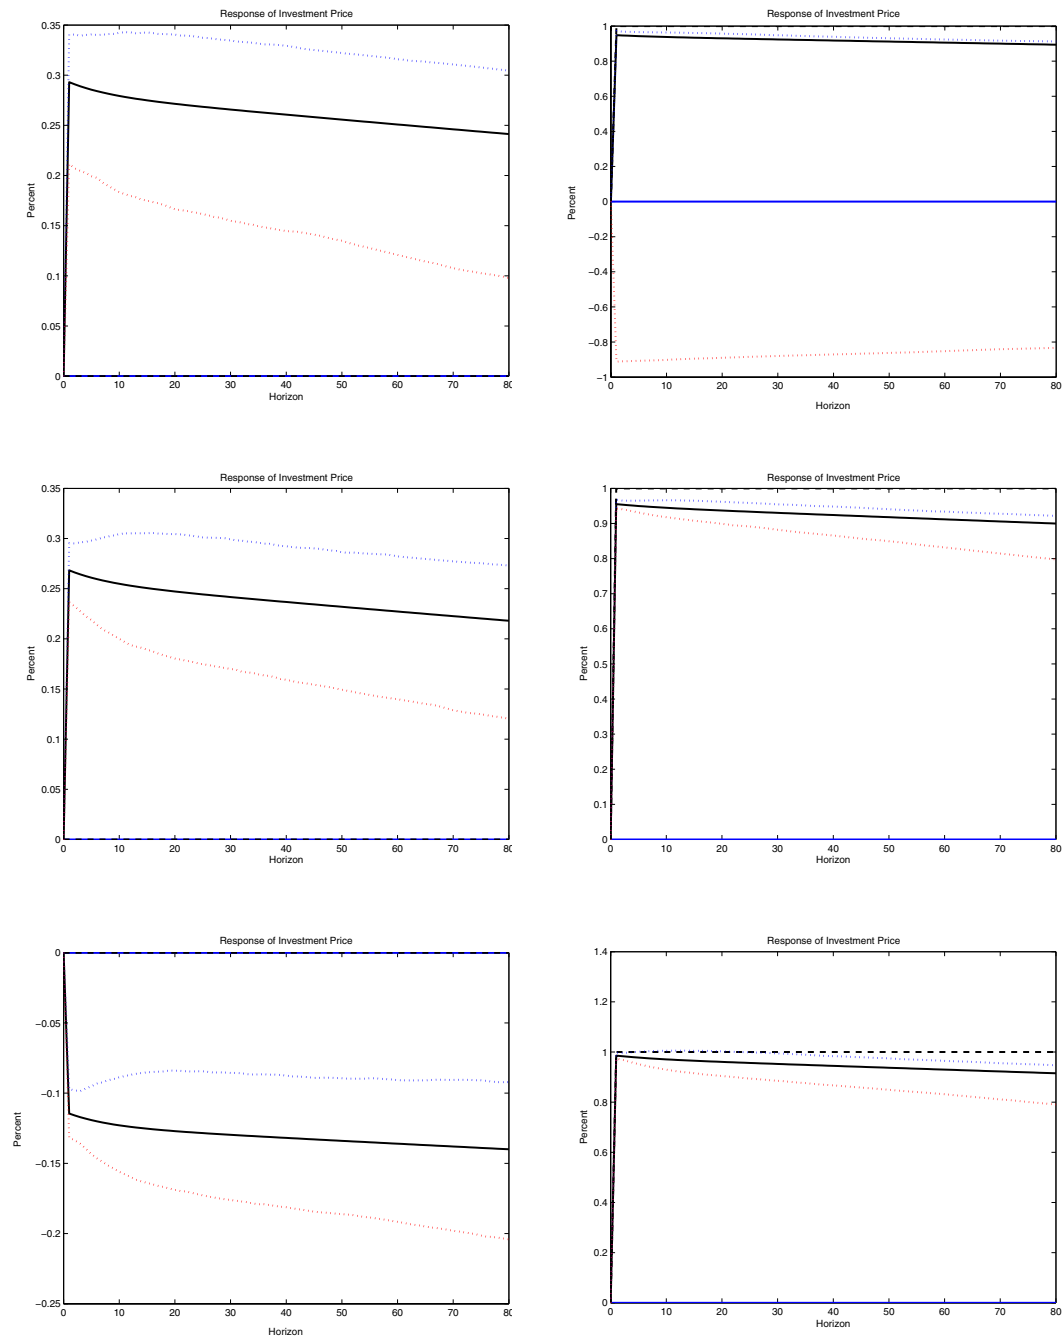 Response of Investment Price
0.35
0.3
0.25
0.2
0.15
0.1
0.05
0
Percent
0 10 20 30 40 50 60 70 80
Horizon
Response of Investment Price
1
0.8
0.6
0.4
0.2
0
−0.2
−0.4
−0.6
−0.8
−1
Percent
0 10 20 30 40 50 60 70 80
Horizon
Response of Investment Price
0.35
0.3
0.25
0.2
0.15
0.1
0.05
0
Percent
0 10 20 30 40 50 60 70 80
Horizon
Response of Investment Price
1
0.9
0.8
0.7
0.6
0.5
0.4
0.3
0.2
0.1
0
Percent
0 10 20 30 40 50 60 70 80
Horizon
Response of Investment Price
0
−0.05
−0.1
−0.15
−0.2
−0.25
Percent
0 10 20 30 40 50 60 70 80
Horizon
Response of Investment Price
1.4
1.2
1
0.8
0.6
0.4
0.2
0
Percent
0 10 20 30 40 50 60 70 80
Horizon